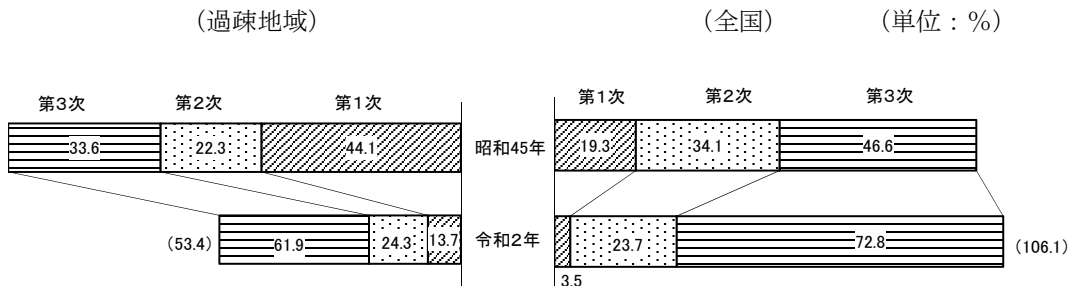 (過疎地域) (全国) (単位:%)
第3次 第2次 第1次 第1次 第2次 第3次
33.6 22.3 44.1 昭和45年 19.3 34.1 46.6
(53.4) 61.9 24.3 13.7 令和2年 23.7 72.8 (106.1)
3.5